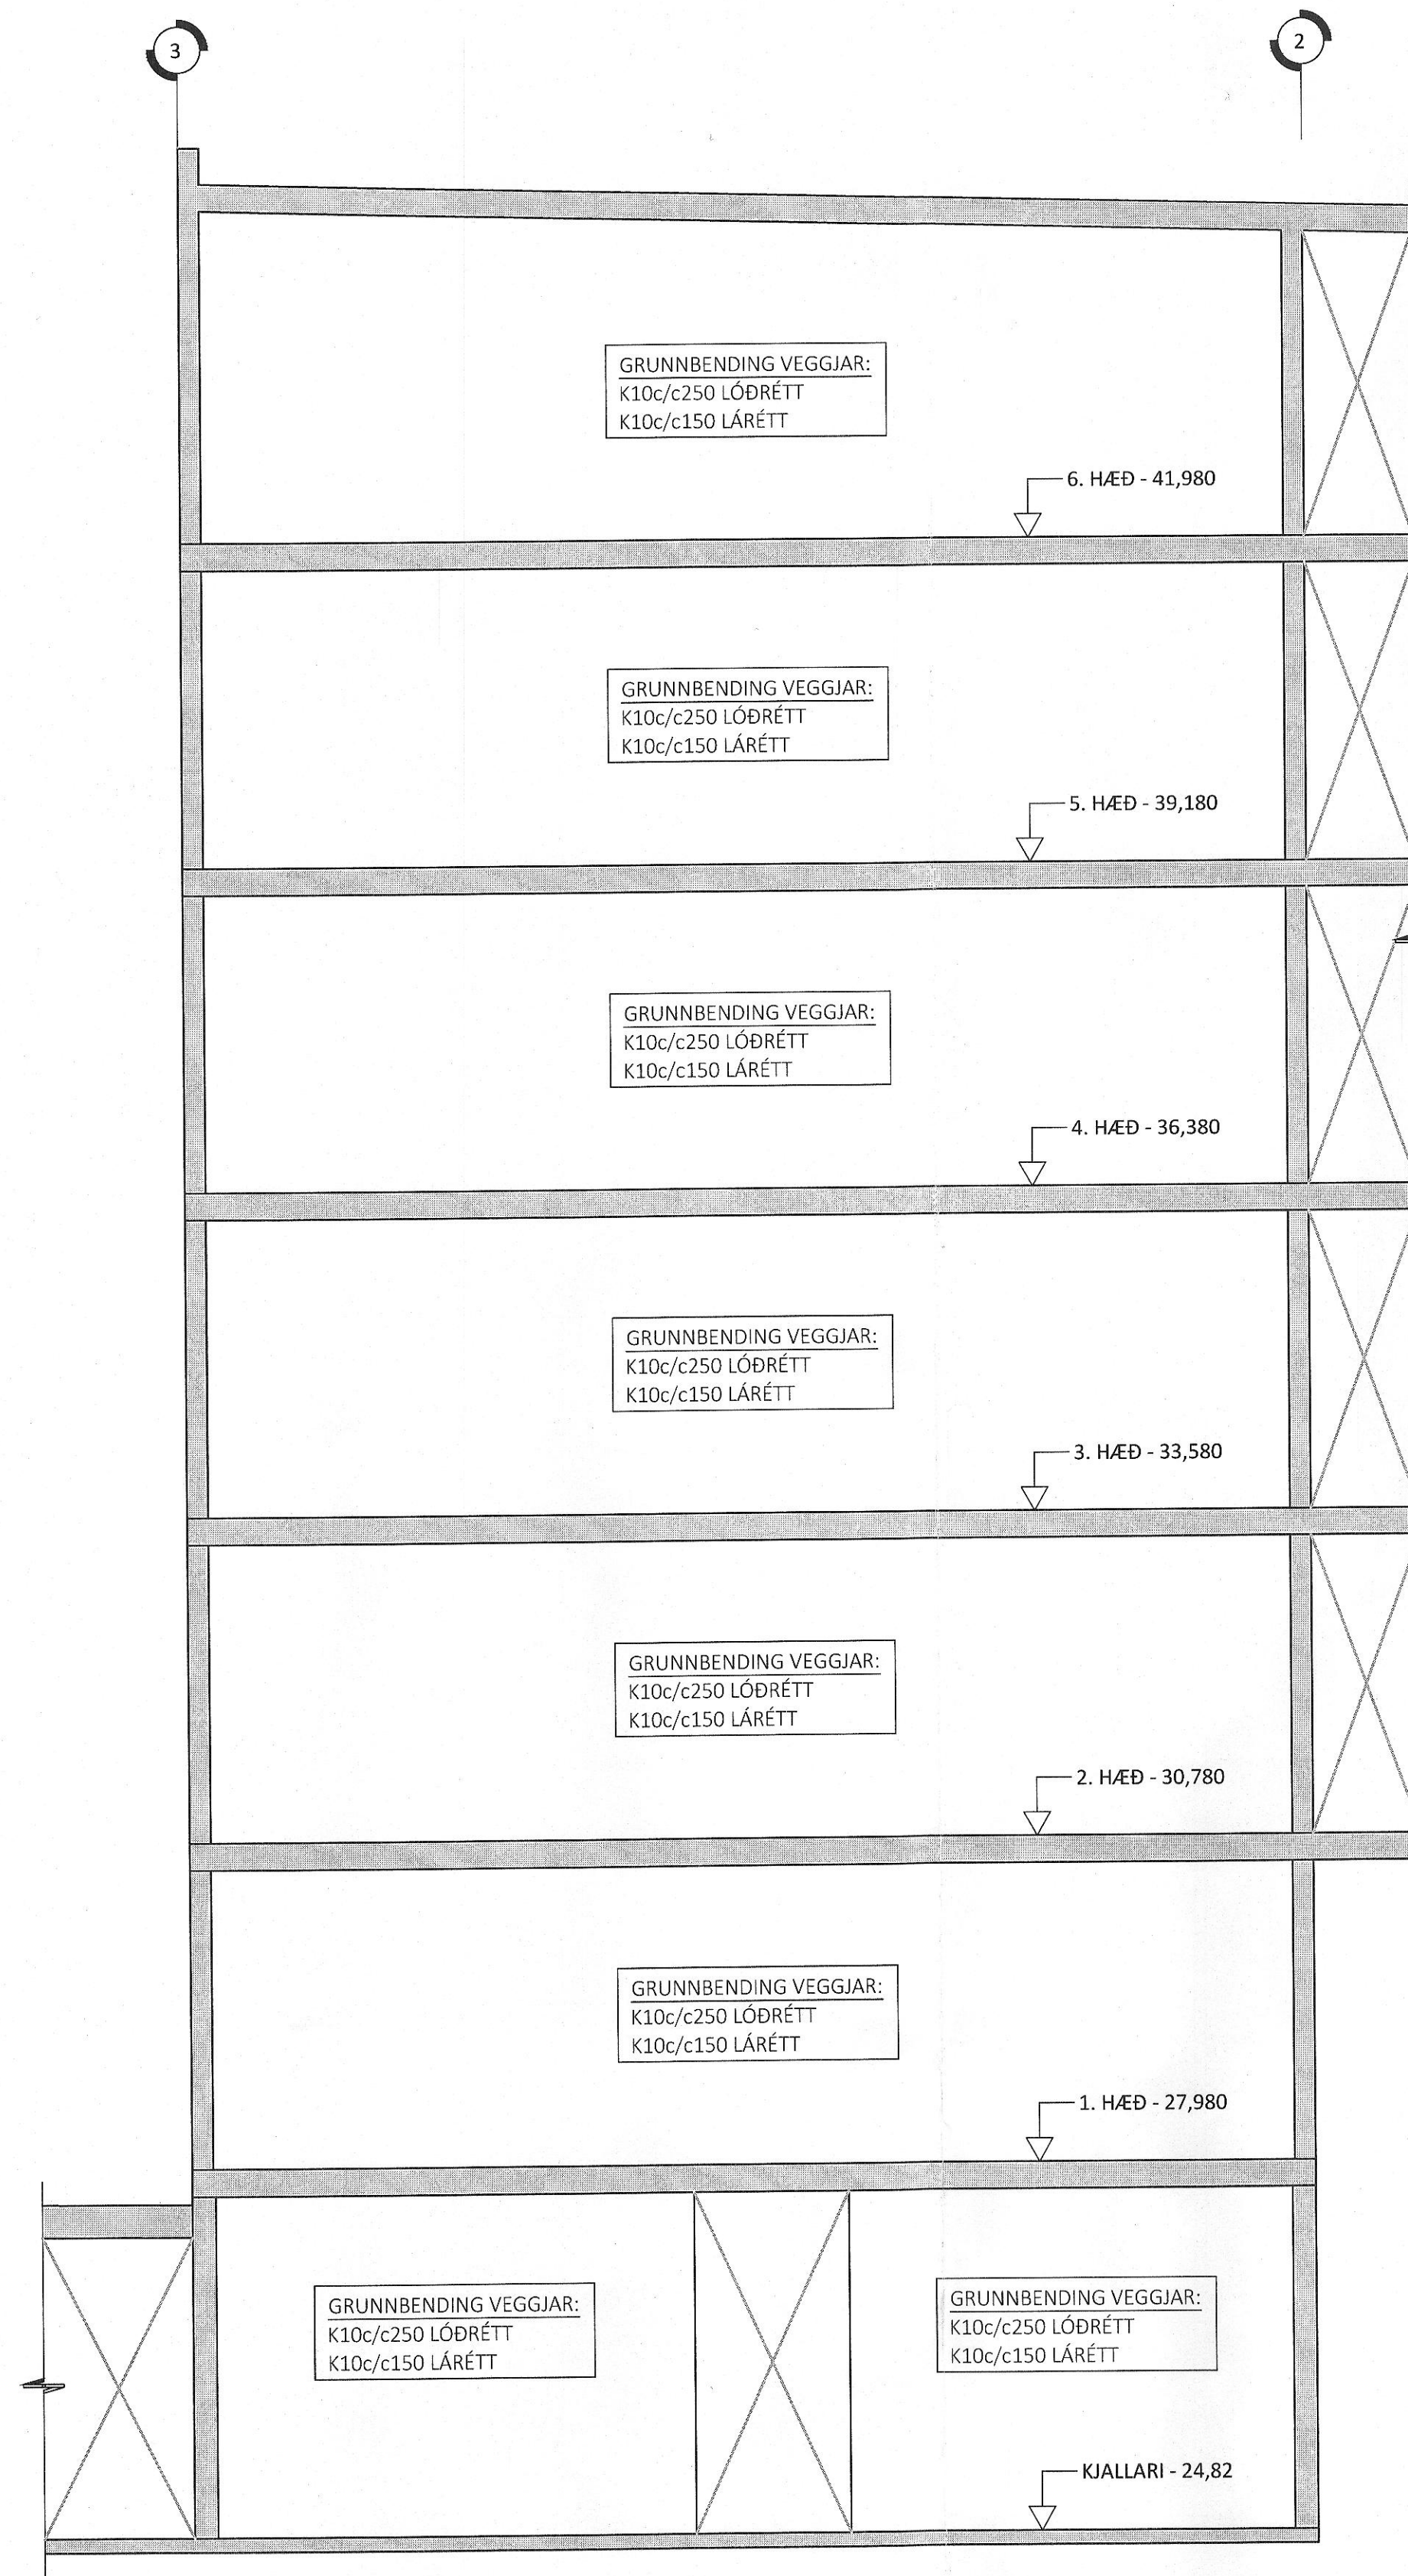 3
2
GRUNNBENDING VEGGJAR:
K10c/c250 LÓÐRÉTT
K10c/c150 LÁRÉTT
6. HÆÐ - 41,980
GRUNNBENDING VEGGJAR:
K10c/c250 LÓÐRÉTT
K10c/c150 LÁRÉTT
5. HÆÐ - 39,180
GRUNNBENDING VEGGJAR:
K10c/c250 LÓÐRÉTT
K10c/c150 LÁRÉTT
4. HÆÐ - 36,380
GRUNNBENDING VEGGJAR:
K10c/c250 LÓÐRÉTT
K10c/c150 LÁRÉTT
3. HÆÐ - 33,580
GRUNNBENDING VEGGJAR:
K10c/c250 LÓÐRÉTT
K10c/c150 LÁRÉTT
2. HÆÐ - 30,780
GRUNNBENDING VEGGJAR:
K10c/c250 LÓÐRÉTT
K10c/c150 LÁRÉTT
1. HÆÐ - 27,980
GRUNNBENDING VEGGJAR:
K10c/c250 LÓÐRÉTT
K10c/c150 LÁRÉTT
GRUNNBENDING VEGGJAR:
K10c/c250 LÓÐRÉTT
K10c/c150 LÁRÉTT
KJALLARI - 24,82